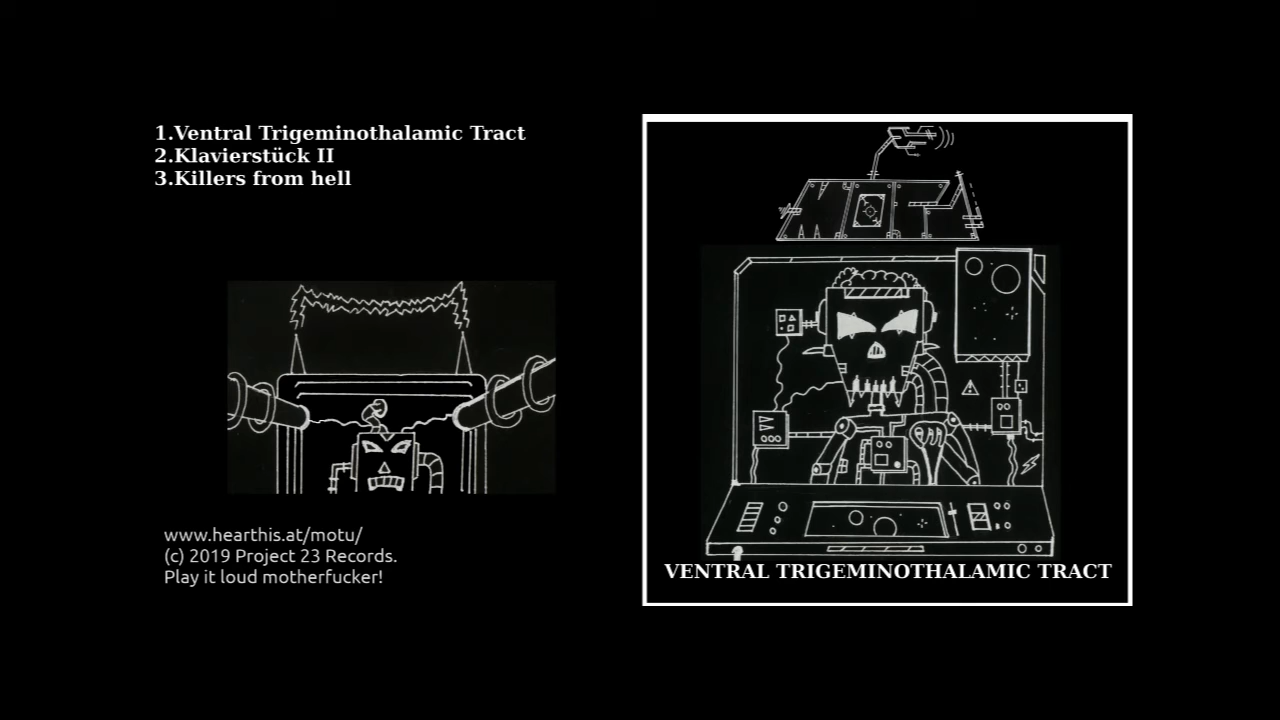 1.Ventral Trigeminothalamic Tract
2.Klavierstück II
3.Killers from hell
www.hearthis.at/motu/
(c) 2019 Project 23 Records.
Play it loud motherfucker!
VENTRAL TRIGEMINOTHALAMIC TRACT